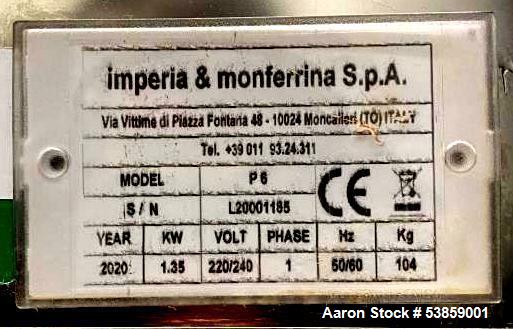 imperia & monferrina S.p.A.
Via Vittime di Piazza Fontana 48 - 10024 Moncalieri (TO) ITALY
Tel. +39 011 93.24.311
MODEL P 6
S / N L20001185
CE
YEAR KW VOLT PHASE Hz Kg
2020 1.35 220/240 1 50/60 104
Aaron Stock # 53859001